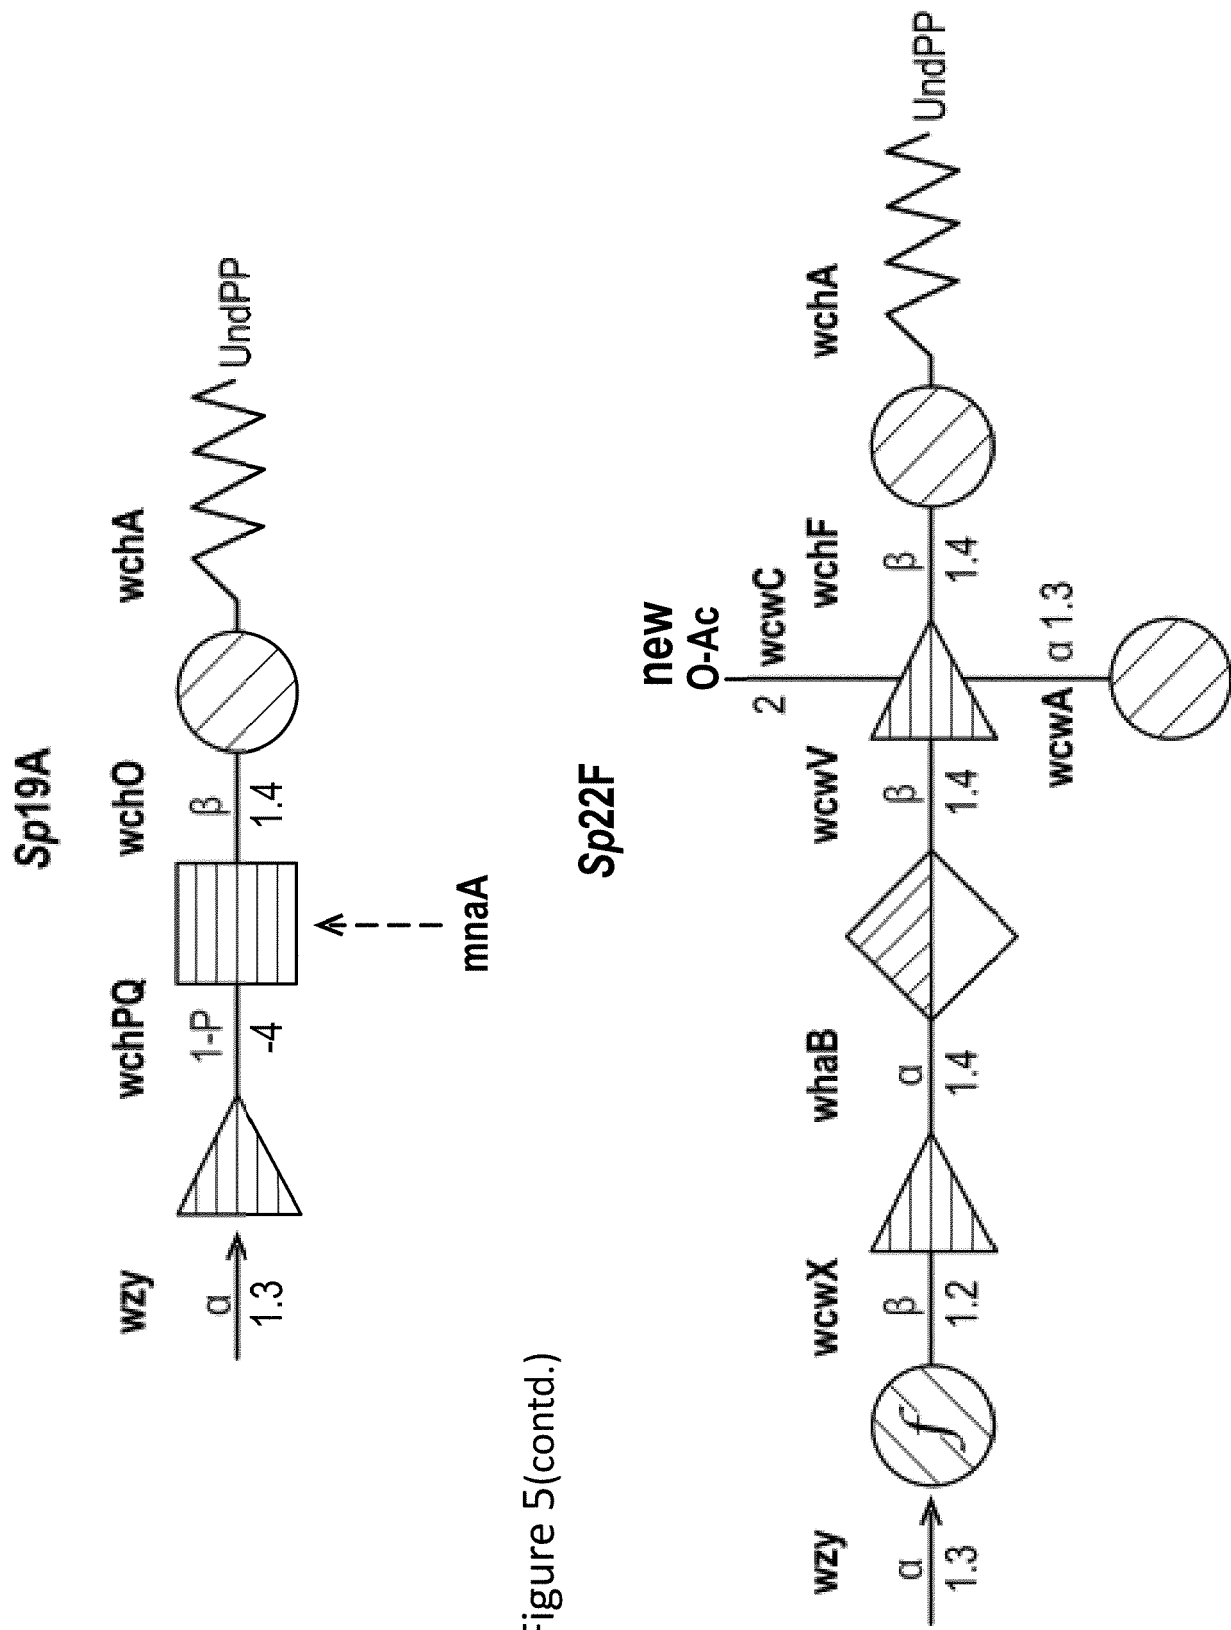 Sp19A
wzy
wchPQ
wchO
wchA
α
1-P
β
1.3
-4
1.4
UndPP
mnaA
Figure 5(contd.)
Sp22F
new
O-Ac
2 wcwC
wzy
wcwX
whaB
wcwV
wchF
wchA
α
β
α
β
β
1.3
1.2
1.4
1.4
1.4
UndPP
f
wcwA α 1.3